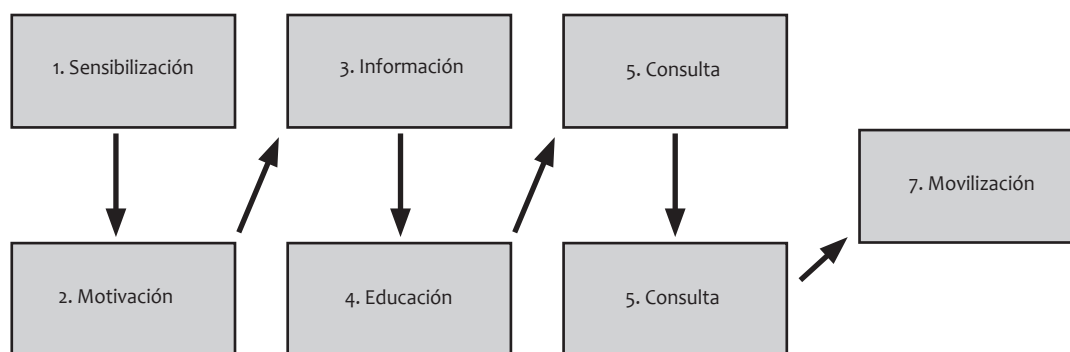 1. Sensibilización
3. Información
5. Consulta
7. Movilización
2. Motivación
4. Educación
5. Consulta